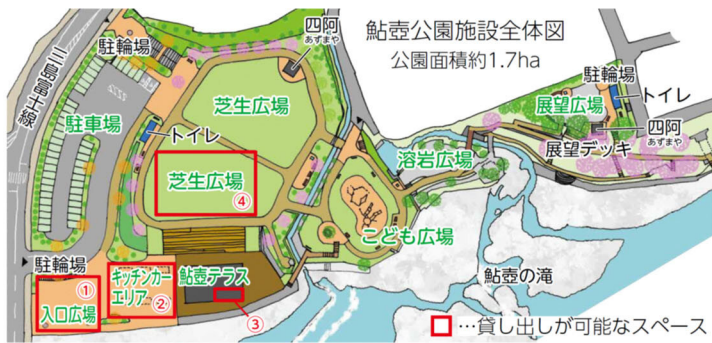 鮎壺公園施設全体図
公園面積約1.7ha
四阿
あずまや
駐輪場
三島富士線
芝生広場
駐車場
トイレ
芝生広場
④
駐輪場
トイレ
展望広場
四阿
あずまや
展望デッキ
溶岩広場
こども広場
駐輪場
①
入口広場
キッチンカー
エリア
②
鮎壺テラス
③
鮎壺の滝
…貸し出しが可能なスペース